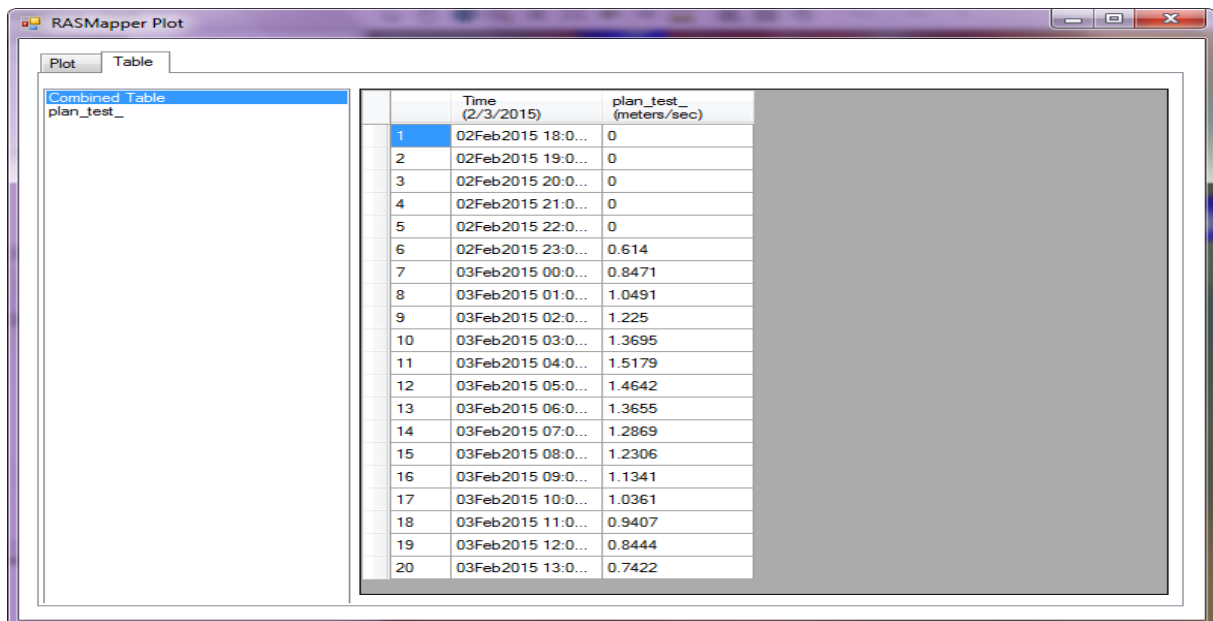 RASMapper Plot
Plot Table
Combined Table
plan_test_
Time (2/3/2015) plan_test_ (meters/sec)
1 02Feb2015 18:0... 0
2 02Feb2015 19:0... 0
3 02Feb2015 20:0... 0
4 02Feb2015 21:0... 0
5 02Feb2015 22:0... 0
6 02Feb2015 23:0... 0.614
7 03Feb2015 00:0... 0.8471
8 03Feb2015 01:0... 1.0491
9 03Feb2015 02:0... 1.225
10 03Feb2015 03:0... 1.3695
11 03Feb2015 04:0... 1.5179
12 03Feb2015 05:0... 1.4642
13 03Feb2015 06:0... 1.3655
14 03Feb2015 07:0... 1.2869
15 03Feb2015 08:0... 1.2306
16 03Feb2015 09:0... 1.1341
17 03Feb2015 10:0... 1.0361
18 03Feb2015 11:0... 0.9407
19 03Feb2015 12:0... 0.8444
20 03Feb2015 13:0... 0.7422